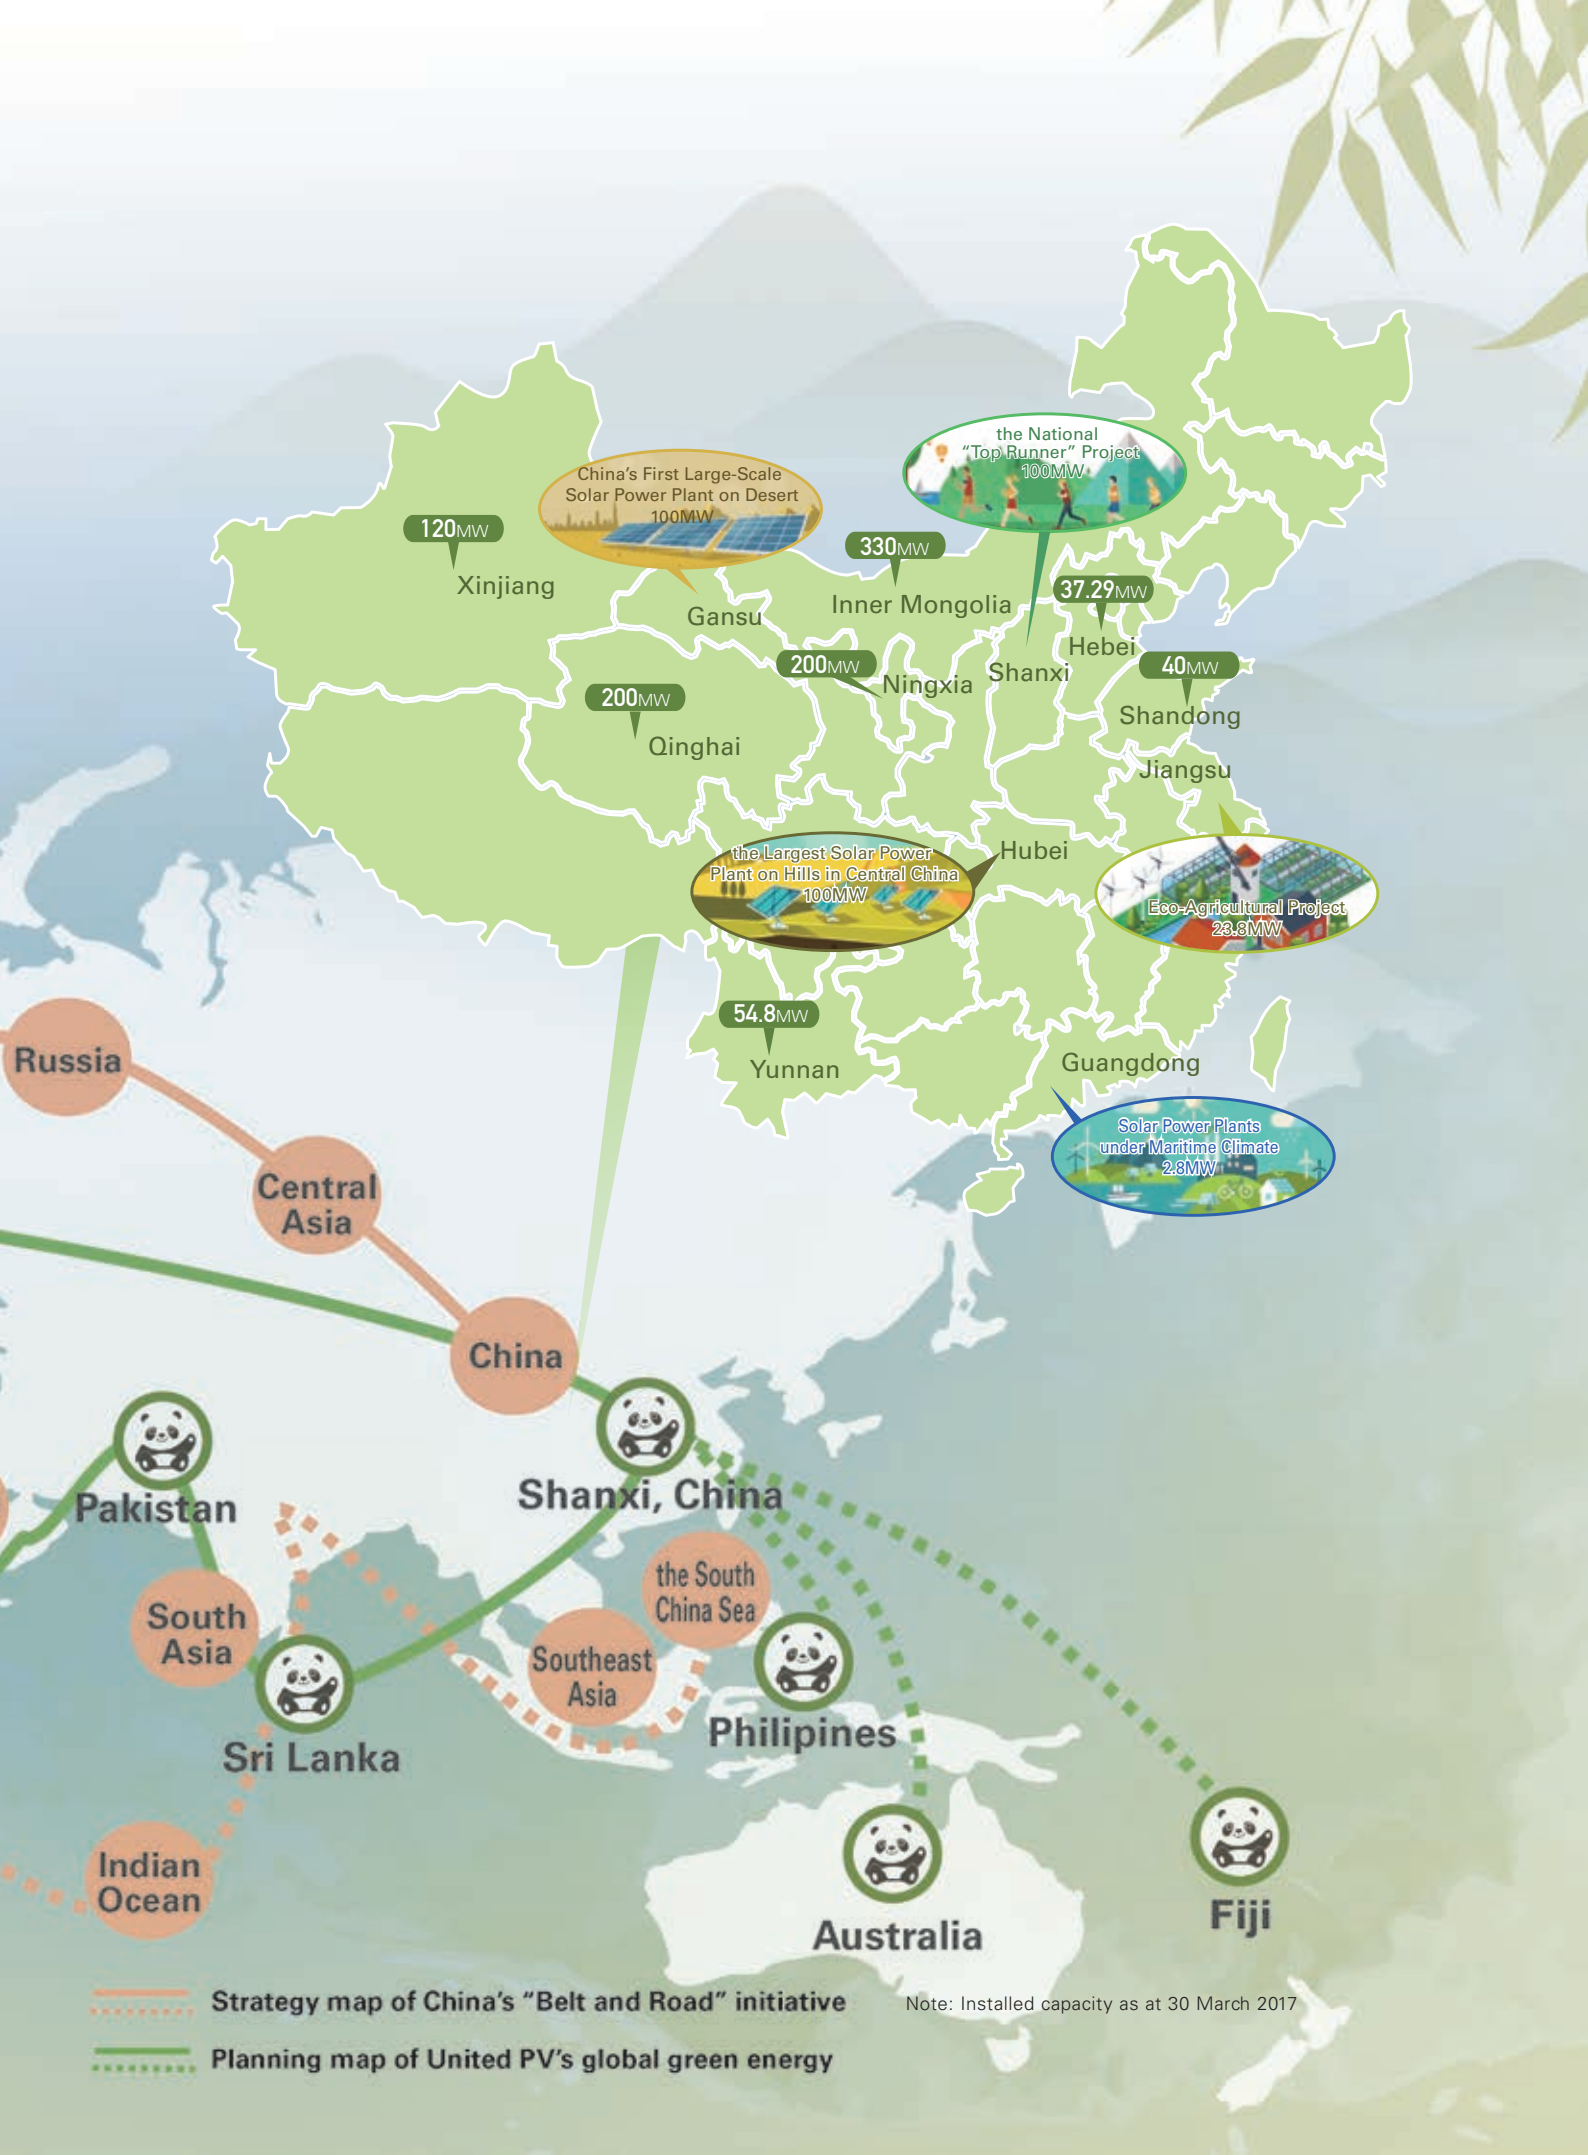 the National
“Top Runner” Project
100MW
China’s First Large-Scale
Solar Power Plant on Desert
100MW
120MW
Xinjiang
330MW
Inner Mongolia
37.29MW
Hebei
Gansu
200MW
Ningxia
Shanxi
40MW
Shandong
200MW
Qinghai
Jiangsu
the Largest Solar Power
Plant on Hills in Central China
100MW
Hubei
Eco-Agricultural Project
23.8MW
54.8MW
Yunnan
Guangdong
Solar Power Plants
under Maritime Climate
2.8MW
Russia
Central
Asia
China
Pakistan
Shanxi, China
the South
China Sea
South
Asia
Southeast
Asia
Philipines
Sri Lanka
Indian
Ocean
Australia
Fiji
Strategy map of China’s “Belt and Road” initiative
Note: Installed capacity as at 30 March 2017
Planning map of United PV’s global green energy